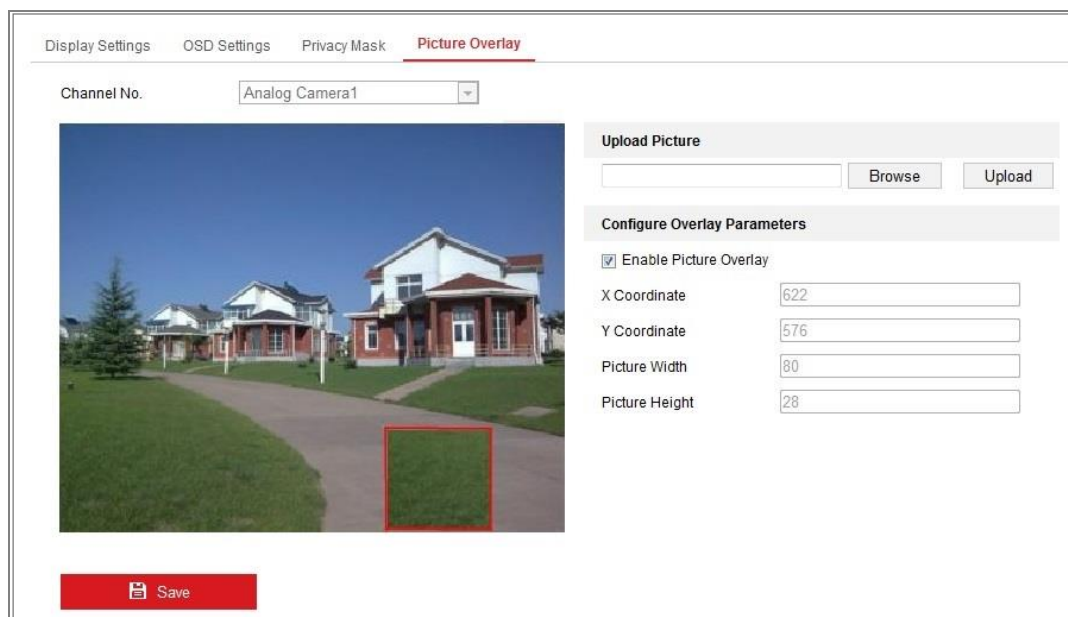 Display Settings OSD Settings Privacy Mask Picture Overlay
Channel No. Analog Camera1
Upload Picture
Browse Upload
Configure Overlay Parameters
Enable Picture Overlay
X Coordinate 622
Y Coordinate 576
Picture Width 80
Picture Height 28
Save